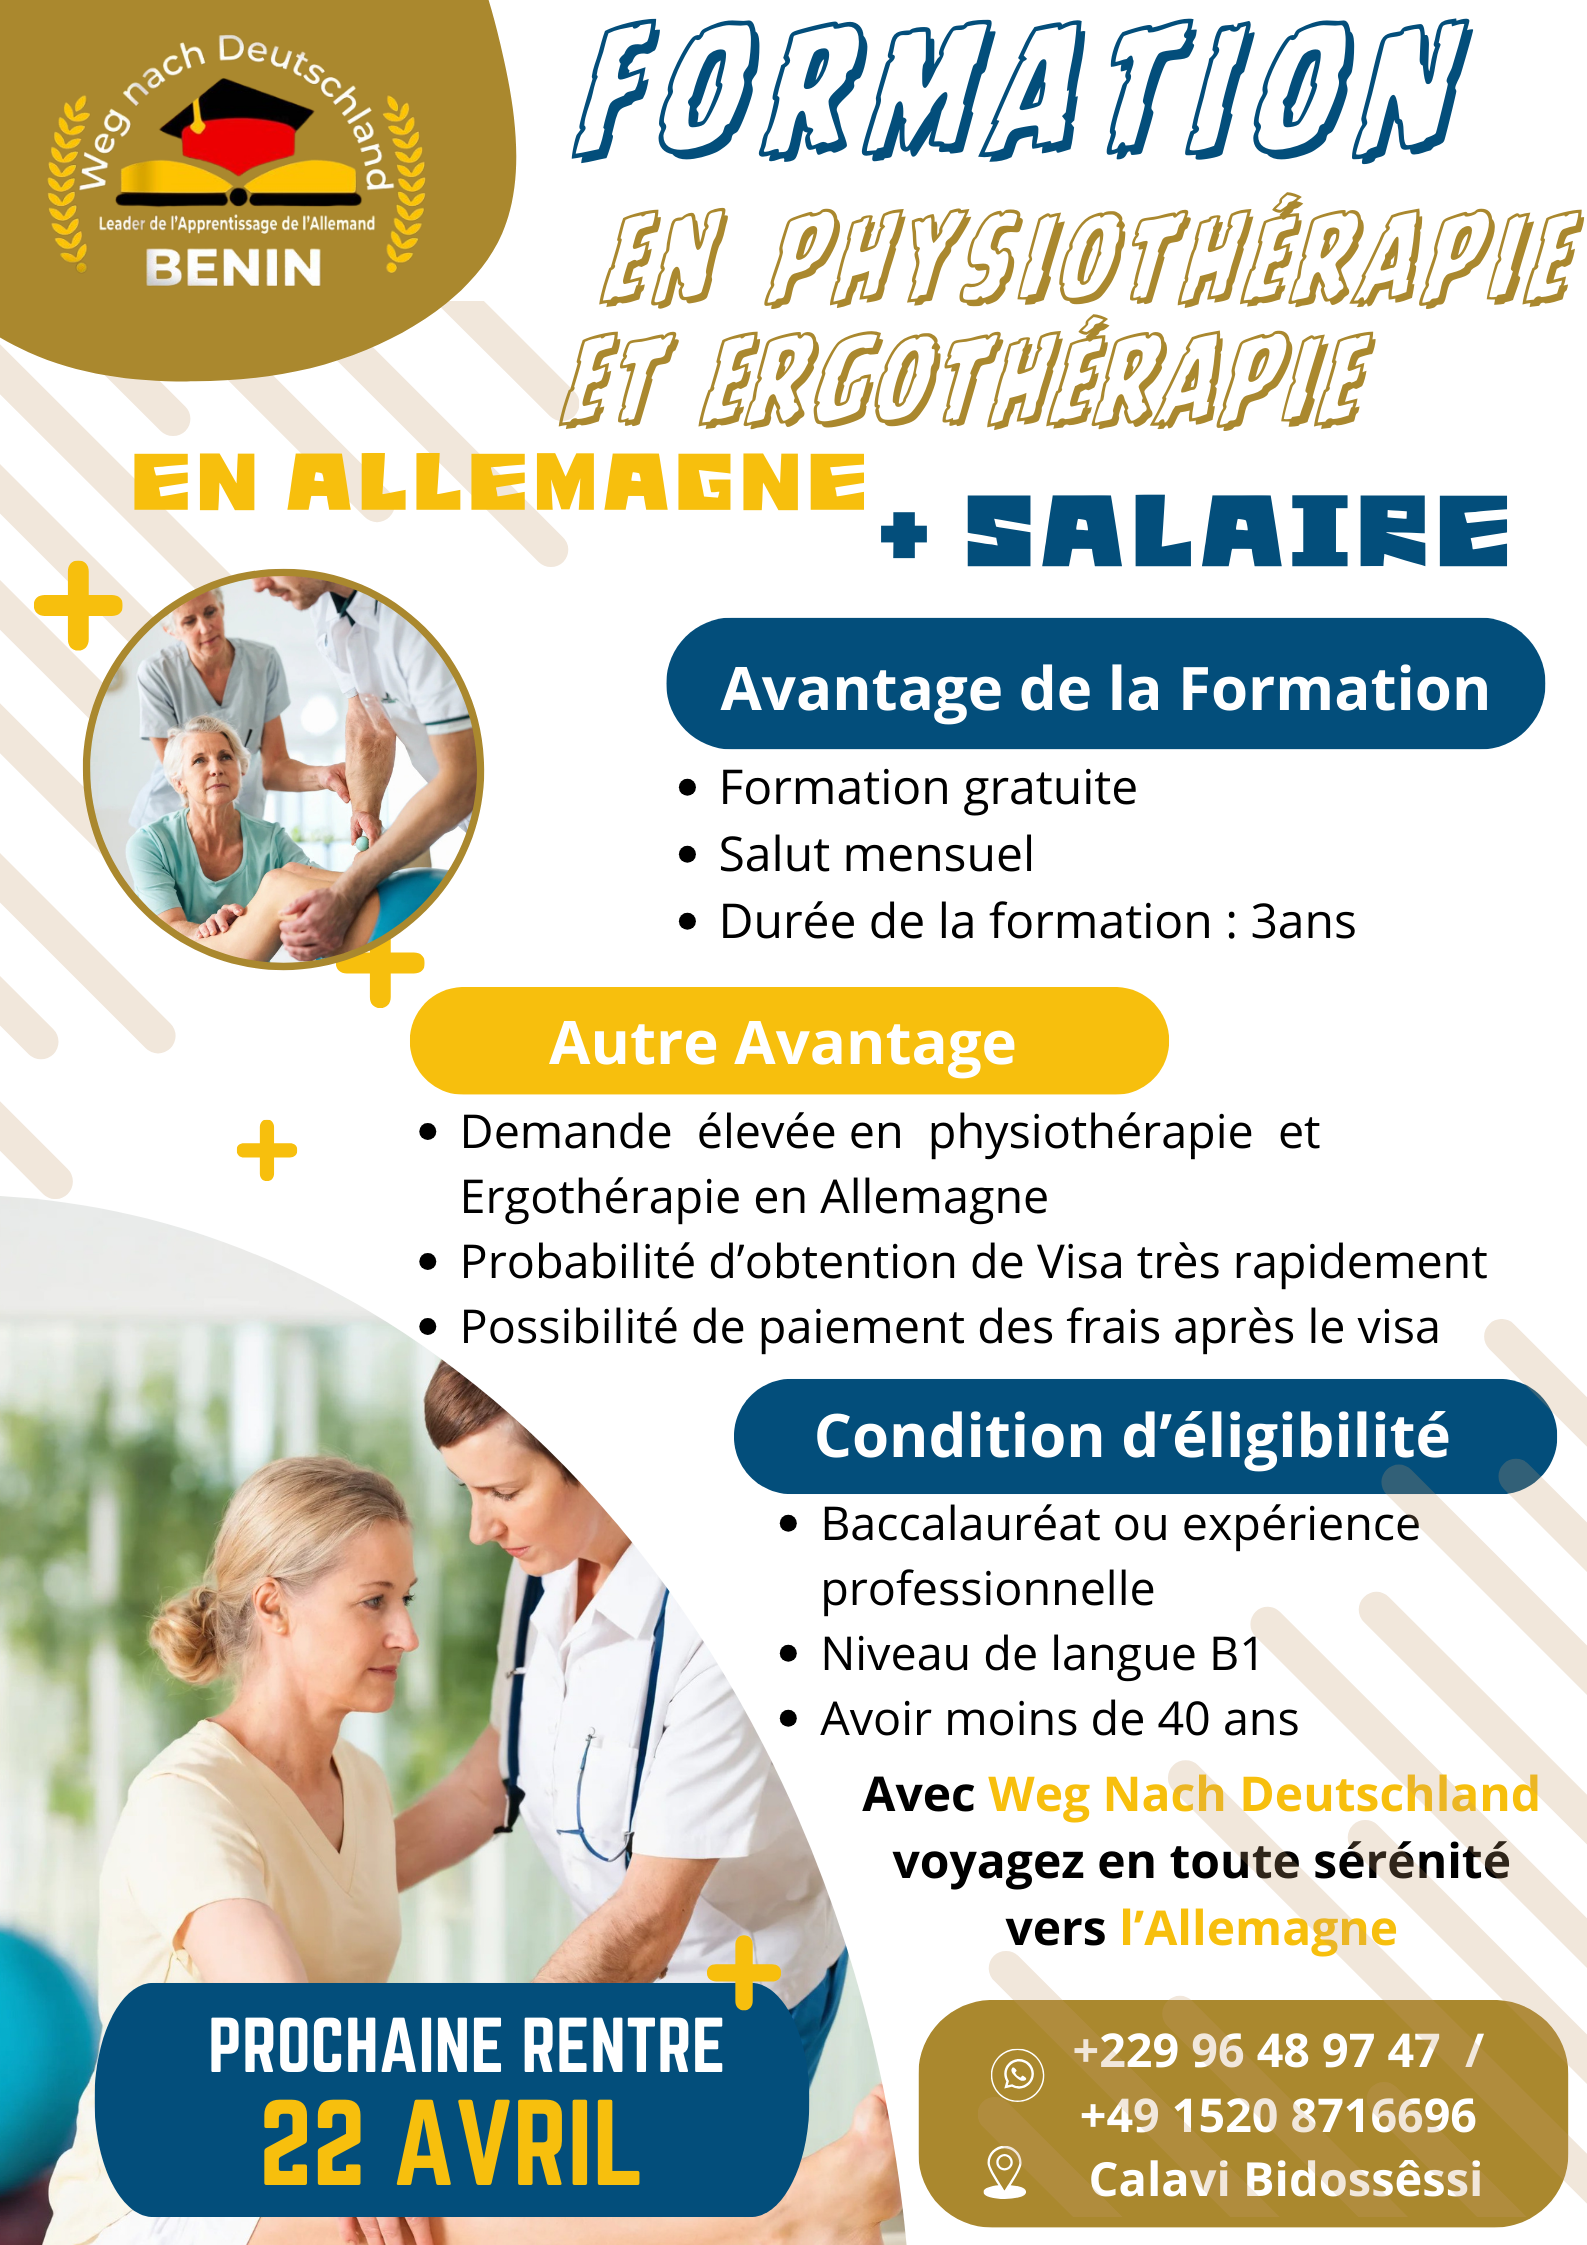 Weg nach Deutschland
Leader de l'Apprentissage de l'Allemand
BENIN
FORMATION
EN PHYSIOTHÉRAPIE
ET ERGOTHÉRAPIE
EN ALLEMAGNE
+ SALAIRE
Avantage de la Formation
• Formation gratuite
• Salut mensuel
• Durée de la formation : 3ans
Autre Avantage
• Demande élevée en physiothérapie et
Ergothérapie en Allemagne
• Probabilité d’obtention de Visa très rapidement
• Possibilité de paiement des frais après le visa
Condition d’éligibilité
• Baccalauréat ou expérience
professionnelle
• Niveau de langue B1
• Avoir moins de 40 ans
Avec Weg Nach Deutschland
voyagez en toute sérénité
vers l’Allemagne
PROCHAINE RENTRE
22 AVRIL
+229 96 48 97 47 /
+49 1520 8716696
Calavi Bidossêssi